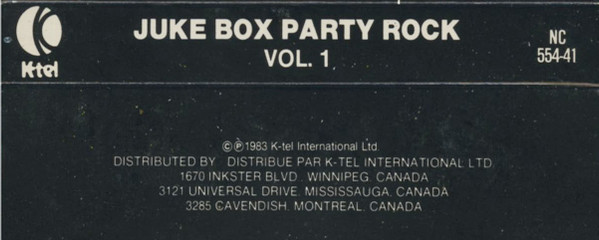 K-tel
JUKE BOX PARTY ROCK
VOL. 1
NC
554-41
©℗1983 K-tel International Ltd.
DISTRIBUTED BY DISTRIBUE PAR K-TEL INTERNATIONAL LTD
1670 INKSTER BLVD. WINNIPEG, CANADA
3121 UNIVERSAL DRIVE, MISSISSAUGA, CANADA
3285 CAVENDISH, MONTREAL, CANADA